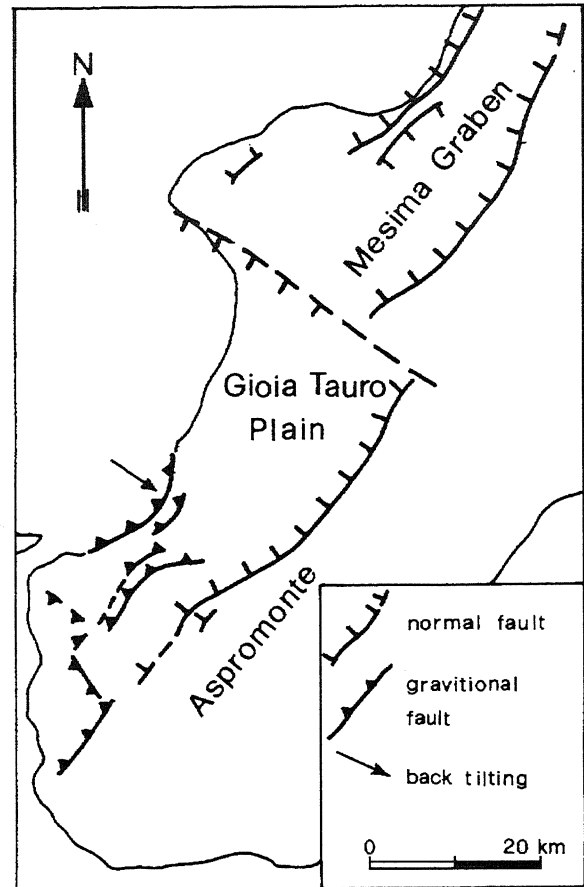 N
Mesima Graben
Gioia Tauro
Plain
Aspromonte
normal fault
gravitional
fault
back tilting
0 20 km